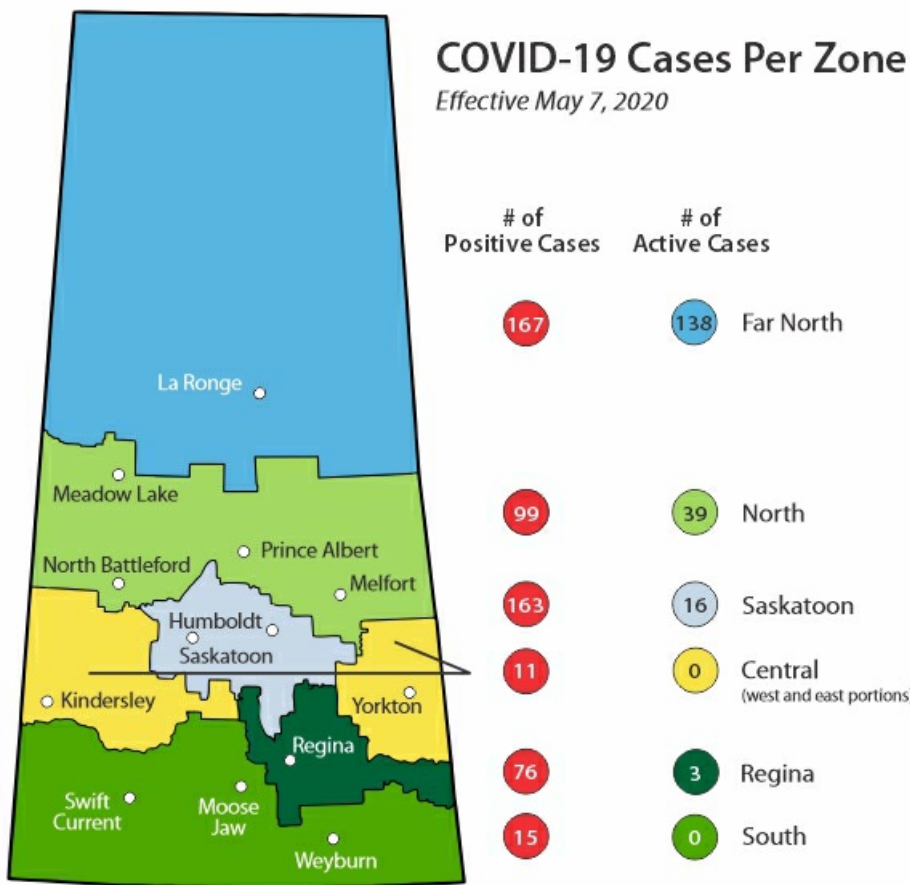 COVID-19 Cases Per Zone
Effective May 7, 2020
# of
Positive Cases
# of
Active Cases
167
138
Far North
La Ronge
Meadow Lake
99
39
North
Prince Albert
North Battleford
Melfort
163
16
Saskatoon
Humboldt
Saskatoon
11
0
Central
(west and east portions)
Kindersley
Yorkton
Regina
76
3
Regina
Swift
Current
Moose
Jaw
15
0
South
Weyburn